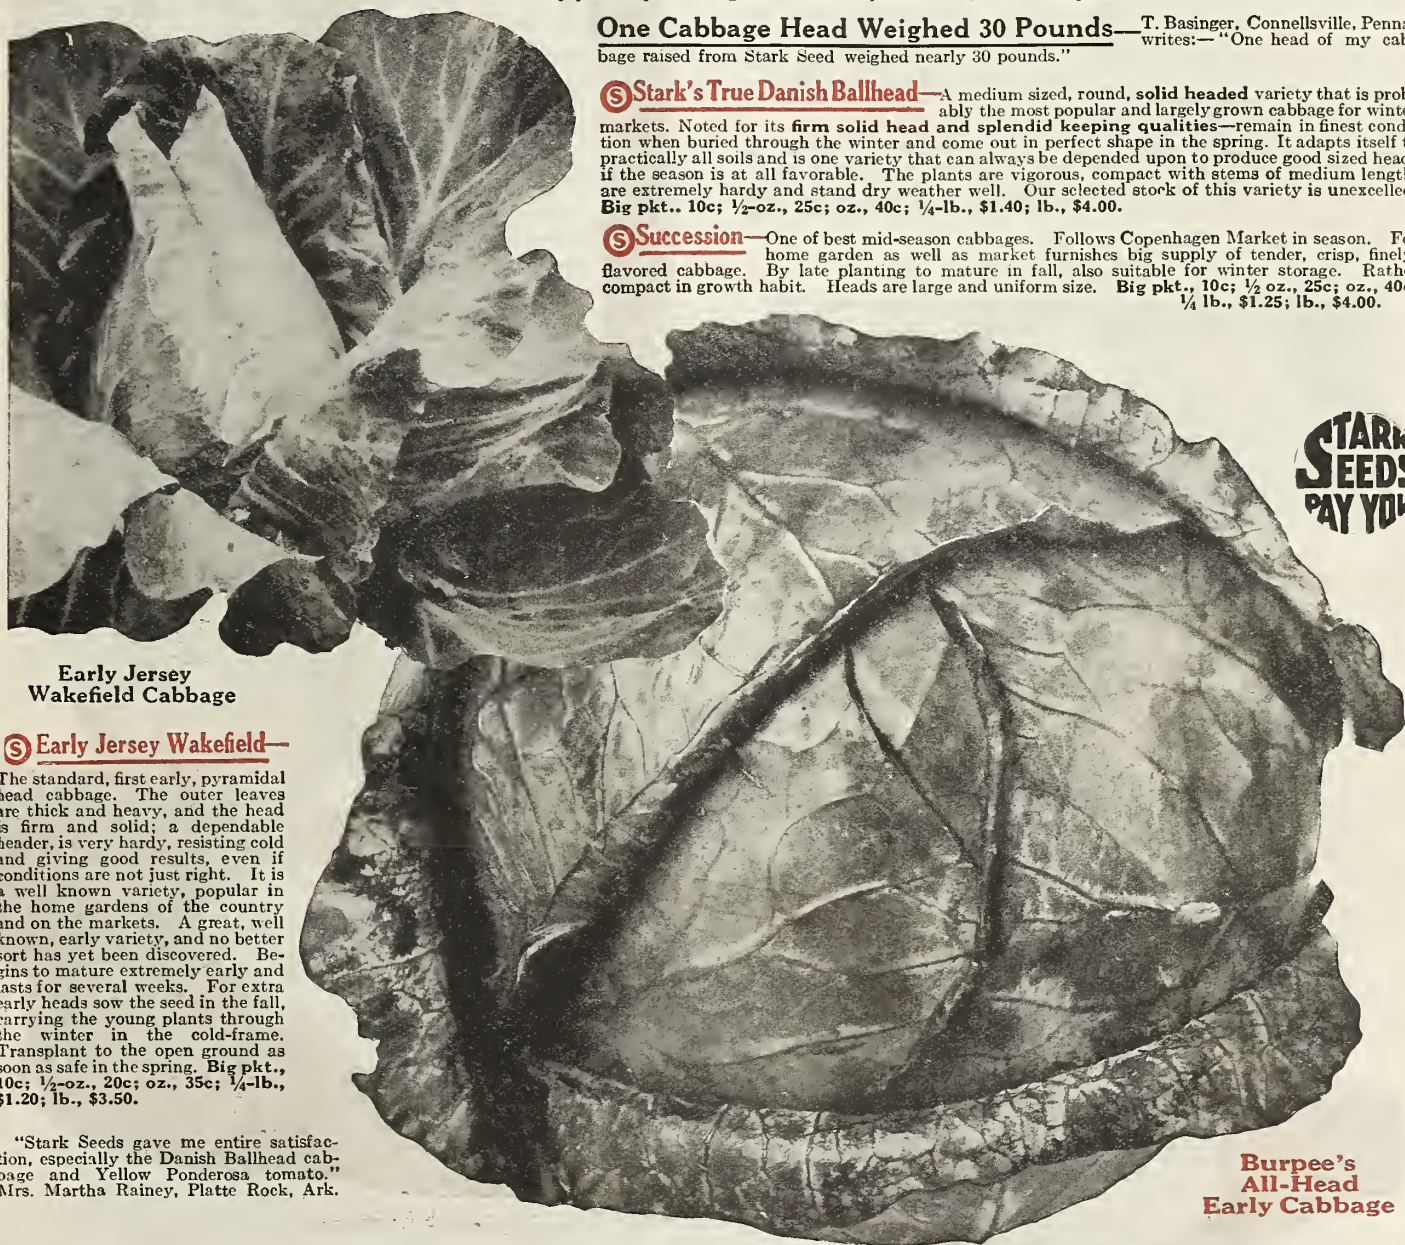 One Cabbage Head Weighed 30 Pounds—T. Basinger, Connellsville, Penna
writes:—"One head of my cab
bage raised from Stark Seed weighed nearly 30 pounds."
Ⓢ Stark's True Danish Ballhead—A medium sized, round, solid headed variety that is prob
ably the most popular and largely grown cabbage for winte
markets. Noted for its firm solid head and splendid keeping qualities—remain in finest cond
tion when buried through the winter and come out in perfect shape in the spring. It adapts itself t
practically all soils and is one variety that can always be depended upon to produce good sized head
if the season is at all favorable. The plants are vigorous, compact with stems of medium length
are extremely hardy and stand dry weather well. Our selected stock of this variety is unexcelle
Big pkt.. 10c; ½-oz., 25c; oz., 40c; ¼-lb., $1.40; lb., $4.00.
Ⓢ Succession—One of best mid-season cabbages. Follows Copenhagen Market in season. Fo
home garden as well as market furnishes big supply of tender, crisp, finely
flavored cabbage. By late planting to mature in fall, also suitable for winter storage. Rathe
compact in growth habit. Heads are large and uniform size. Big pkt., 10c; ½ oz., 25c; oz., 40c
¼ lb., $1.25; lb., $4.00.
STARK
SEEDS
PAY YOU
Early Jersey
Wakefield Cabbage
Ⓢ Early Jersey Wakefield—
The standard, first early, pyramidal
head cabbage. The outer leaves
are thick and heavy, and the head
is firm and solid; a dependable
header, is very hardy, resisting cold
and giving good results, even if
conditions are not just right. It is
a well known variety, popular in
the home gardens of the country
and on the markets. A great, well
known, early variety, and no better
sort has yet been discovered. Be-
gins to mature extremely early and
lasts for several weeks. For extra
early heads sow the seed in the fall,
carrying the young plants through
the winter in the cold-frame.
Transplant to the open ground as
soon as safe in the spring. Big pkt.,
10c; ½-oz., 20c; oz., 35c; ¼-lb.,
$1.20; lb., $3.50.
"Stark Seeds gave me entire satisfac-
tion, especially the Danish Ballhead cab-
bage and Yellow Ponderosa tomato."
Mrs. Martha Rainey, Platte Rock, Ark.
Burpee's
All-Head
Early Cabbage